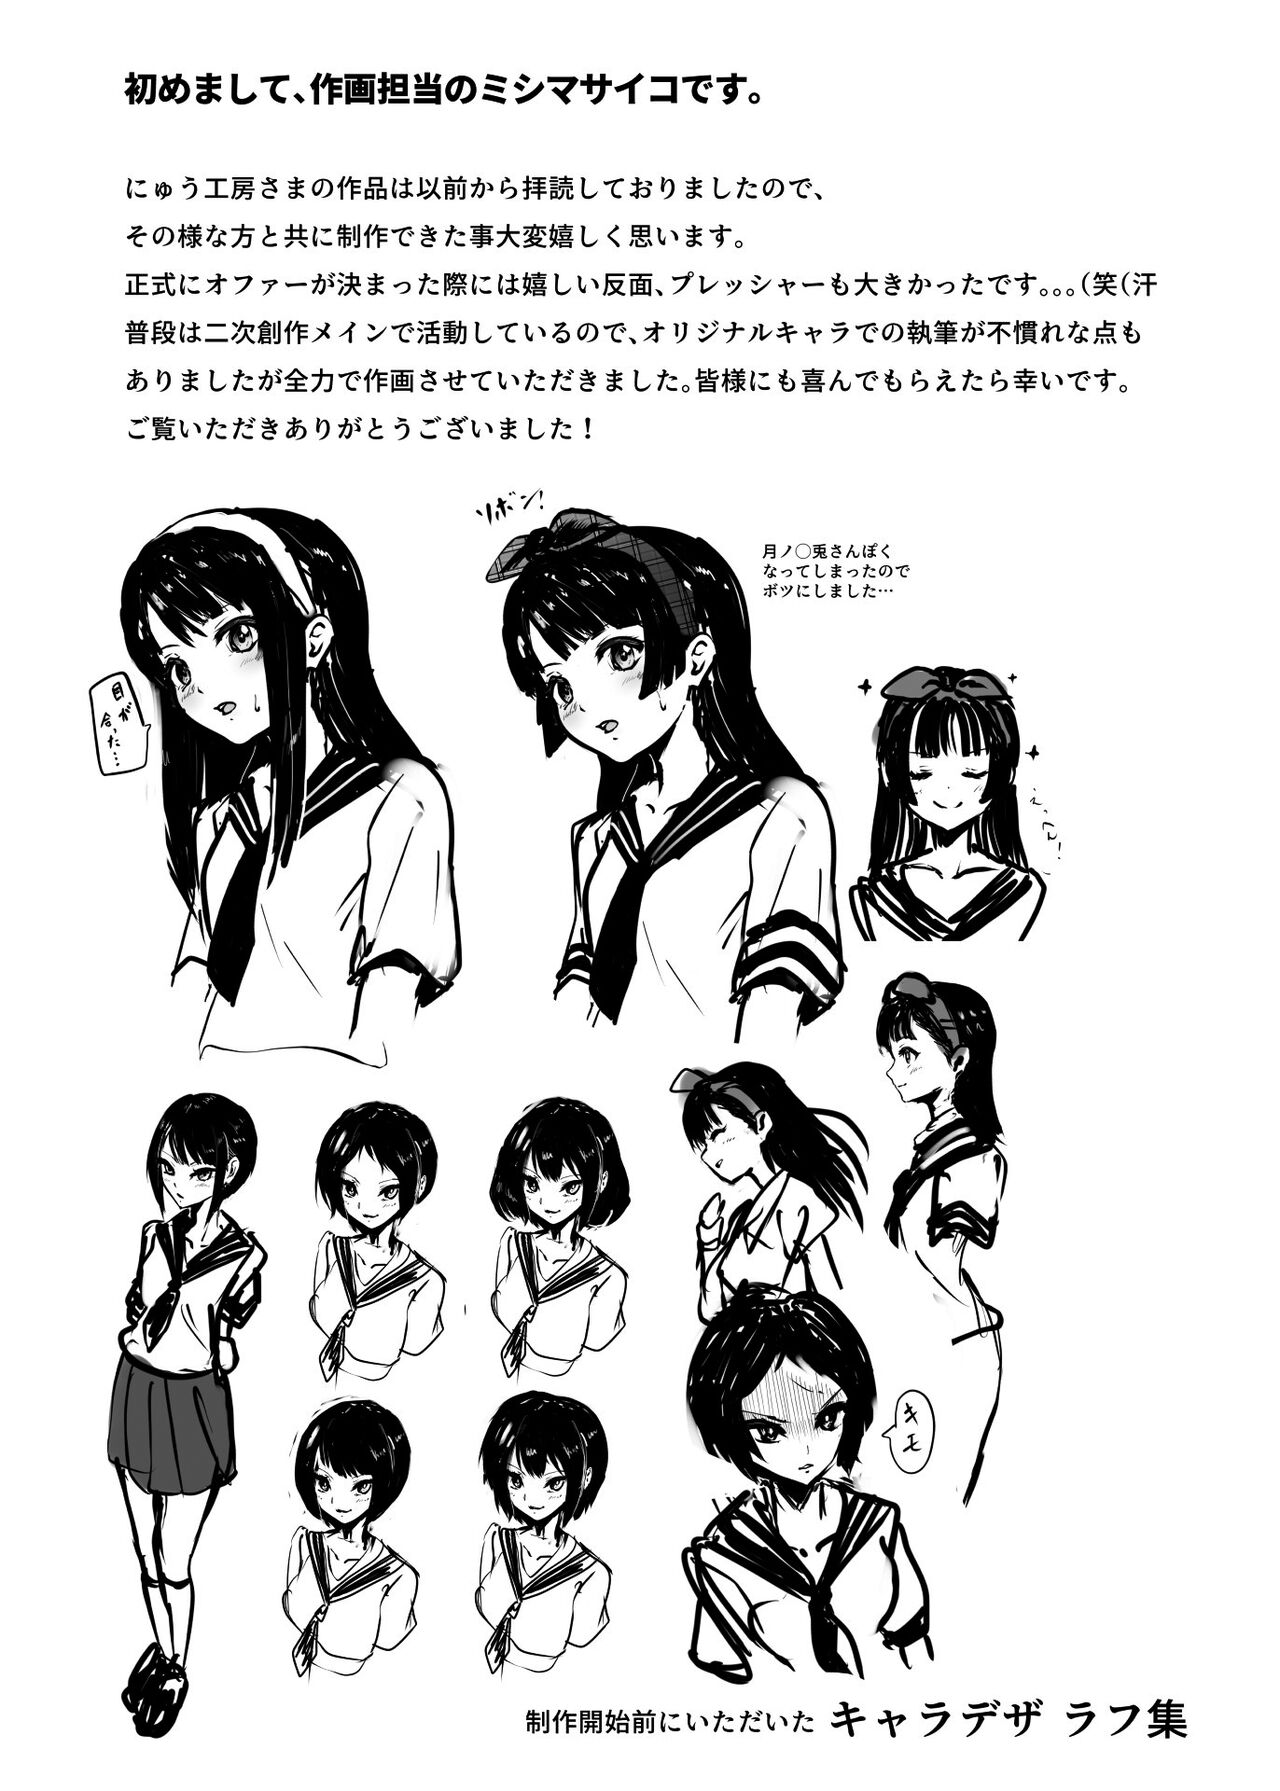 初めまして、作画担当のミシマサイコです。
にゅう工房さまの作品は以前から拝読しておりましたので、
その様な方と共に制作できた事大変嬉しく思います。
正式にオファーが決まった際には嬉しい反面、プレッシャーも大きかったです。。。（笑（汗
普段は二次創作メインで活動しているので、オリジナルキャラでの執筆が不慣れな点も
ありましたが全力で作画させていただきました。皆様にも喜んでもらえたら幸いです。
ご覧いただきありがとうございました！
リボン！
月ノ〇兎さんぽく
なってしまったので
ボツにしました…
目が
合った…
えっへん！
キモ
制作開始前にいただいた キャラデザ ラフ集